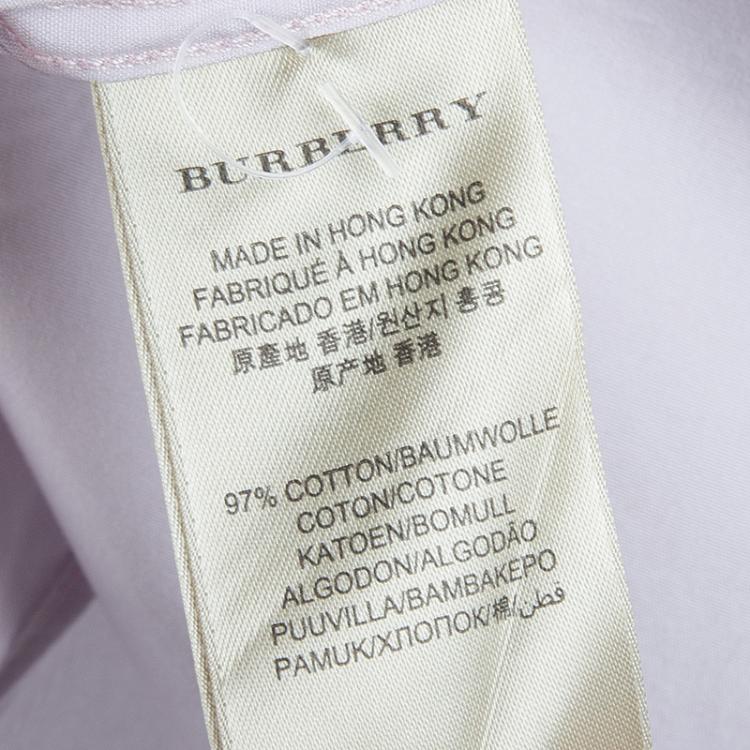 BURBERRY
MADE IN HONG KONG
FABRIQUÉ À HONG KONG
FABRICADO EM HONG KONG
原產地 香港/원산지 홍콩
原产地 香港
97% COTTON/BAUMWOLLE
COTON/COTONE
KATOEN/BOMULL
ALGODON/ALGODÃO
PUUVILLA/BAMBAKEPO
PAMUK/ХЛОПОК/棉/قطن